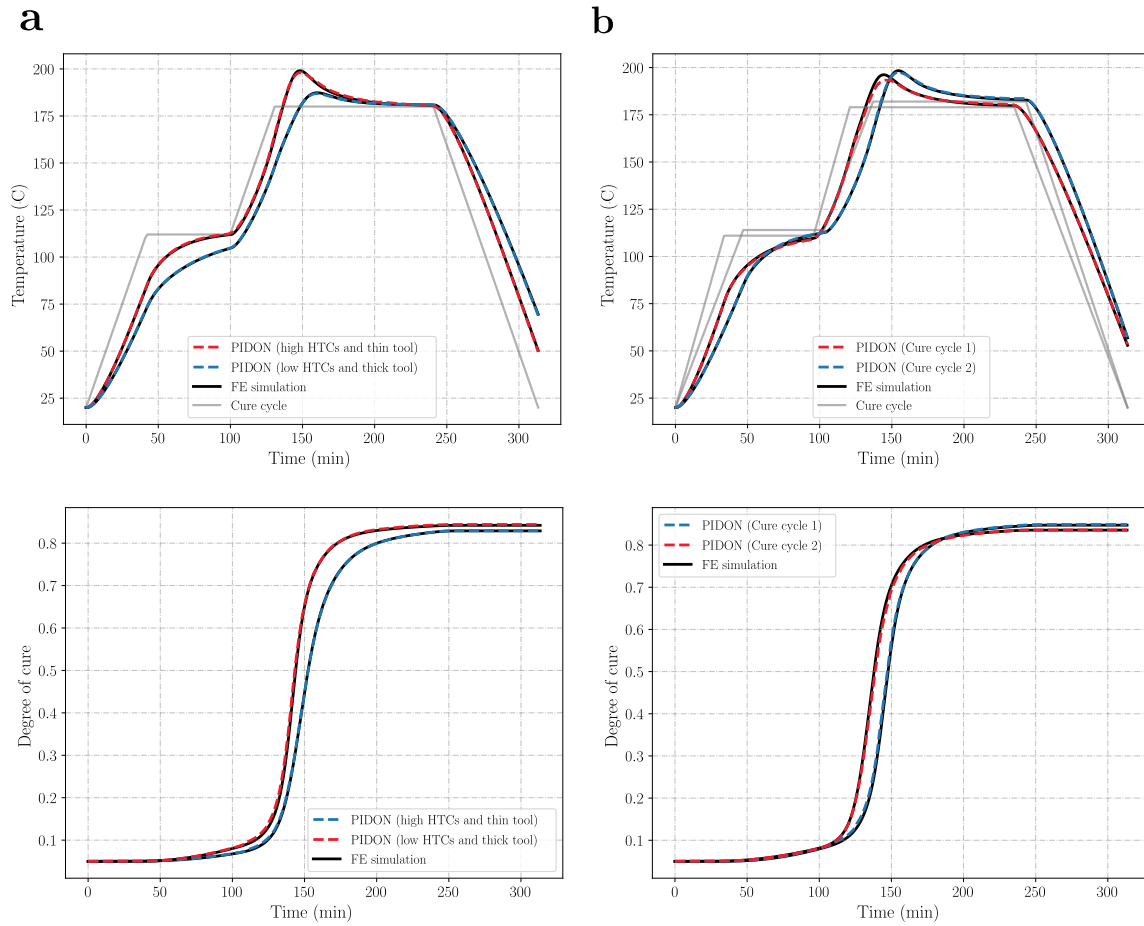 a
200
175
150
125
100
75
50
25
Temperature (◦C)
0 50 100 150 200 250 300
Time (min)
PIDON (high HTCs and thin tool)
PIDON (low HTCs and thick tool)
FE simulation
Cure cycle
b
200
175
150
125
100
75
50
25
Temperature (◦C)
0 50 100 150 200 250 300
Time (min)
PIDON (Cure cycle 1)
PIDON (Cure cycle 2)
FE simulation
Cure cycle
0.8
0.7
0.6
0.5
0.4
0.3
0.2
0.1
Degree of cure
0 50 100 150 200 250 300
Time (min)
PIDON (high HTCs and thin tool)
PIDON (low HTCs and thick tool)
FE simulation
0.8
0.7
0.6
0.5
0.4
0.3
0.2
0.1
Degree of cure
0 50 100 150 200 250 300
Time (min)
PIDON (Cure cycle 1)
PIDON (Cure cycle 2)
FE simulation